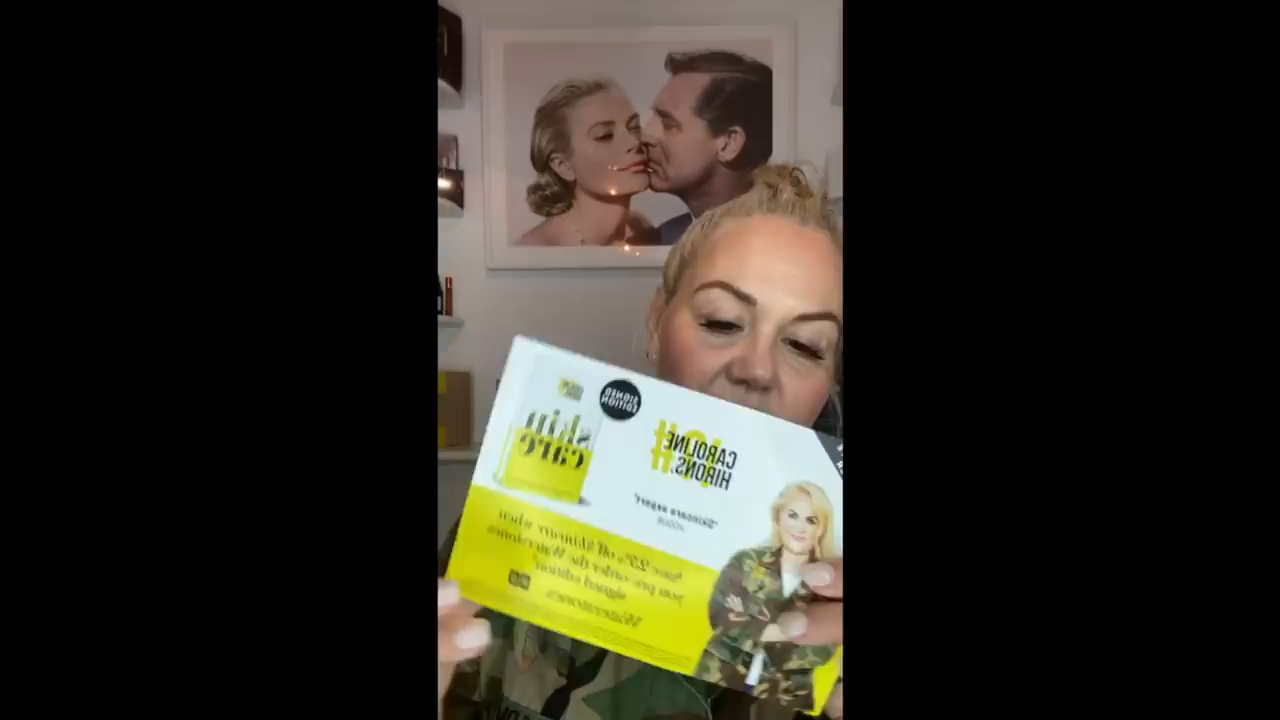 SIGNED
EDITION
skin
care
CAROLINE
HIRONS
"Skincare expert"
Save 25% off skincare when
you pre-order the Waterstones
signed edition*
Waterstones